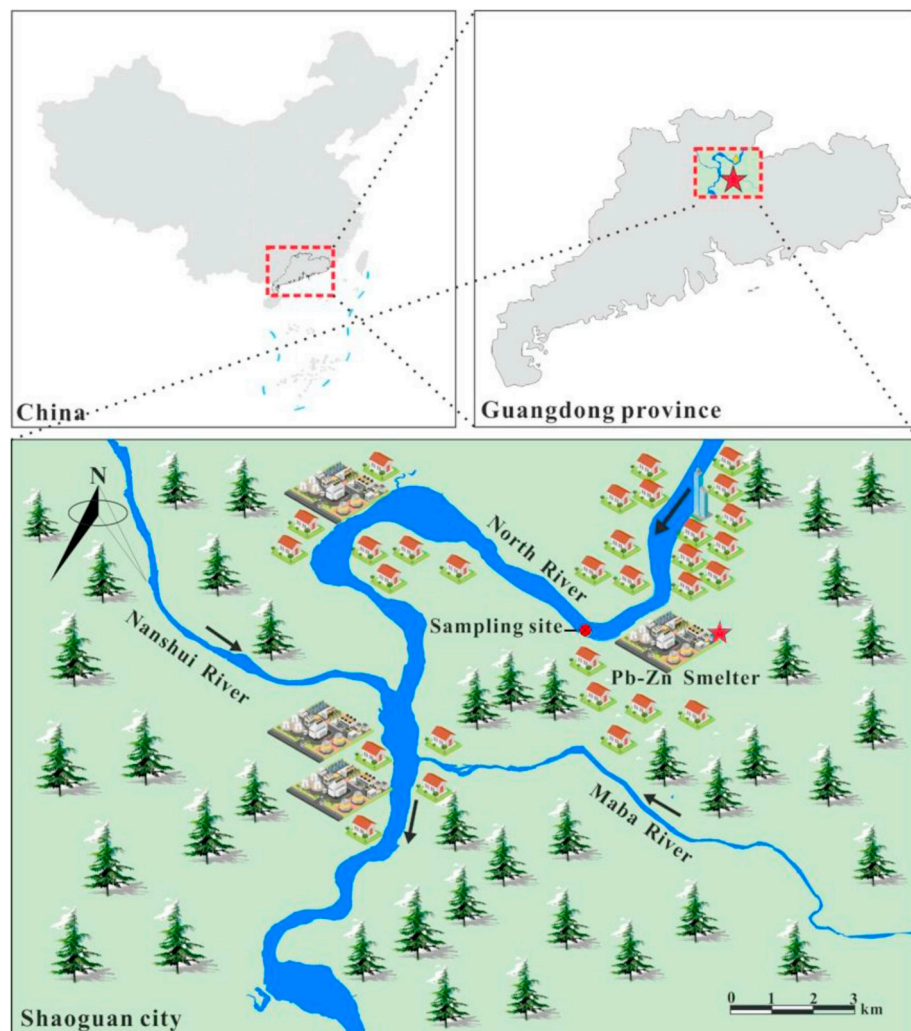 China
Guangdong province
N
North River
Sampling site
Nanshui River
Pb-Zn Smelter
Maba River
0 1 2 3 km
Shaoguan city